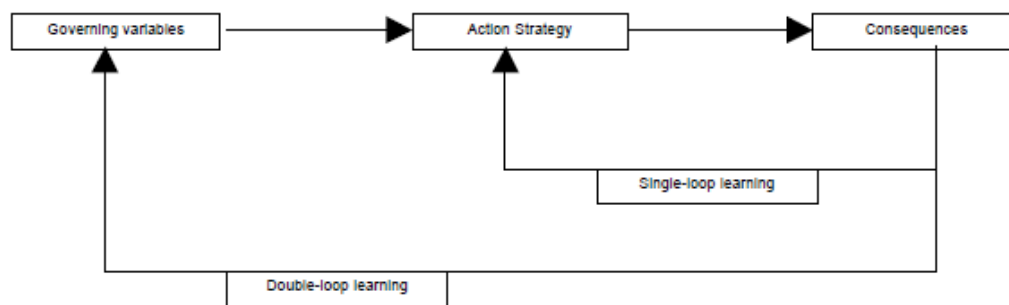 Governing variables
Action Strategy
Consequences
Single-loop learning
Double-loop learning